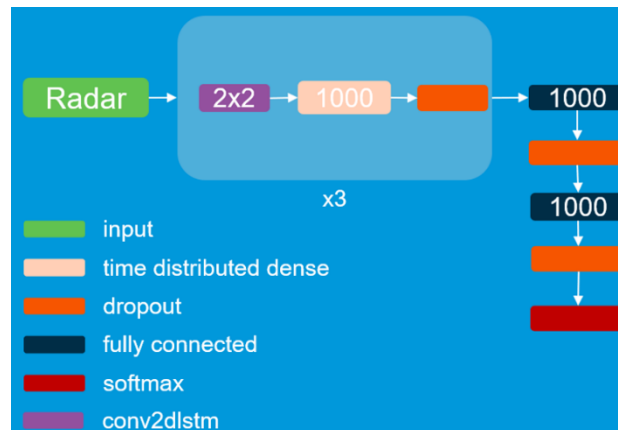 Radar
2x2
1000
1000
x3
1000
input
time distributed dense
dropout
fully connected
softmax
conv2dlstm